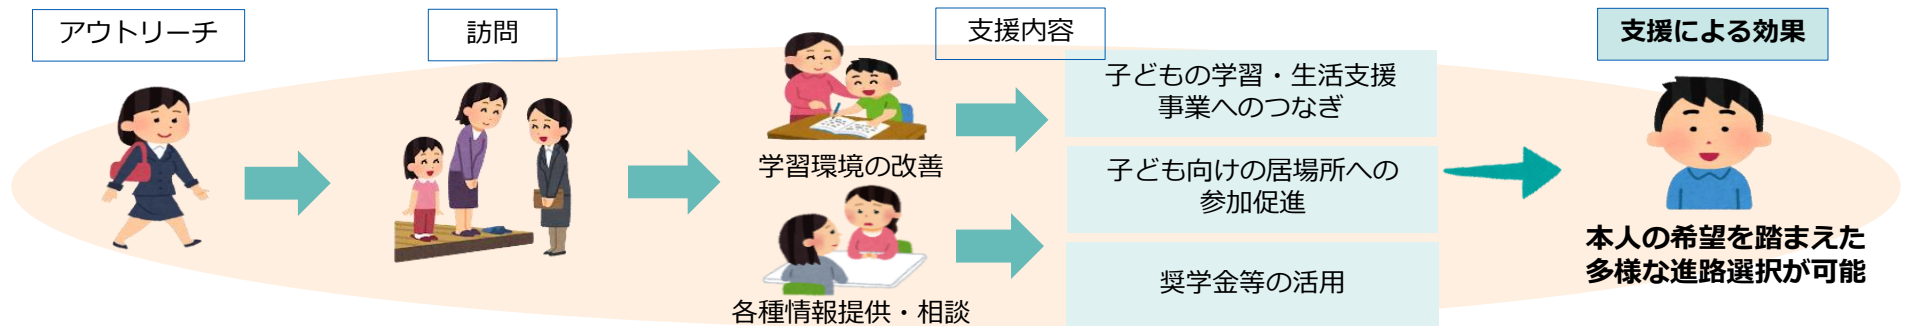 アウトリーチ
訪問
支援内容
支援による効果
学習環境の改善
各種情報提供・相談
子どもの学習・生活支援
事業へのつなぎ
子ども向けの居場所への
参加促進
奨学金等の活用
本人の希望を踏まえた
多様な進路選択が可能